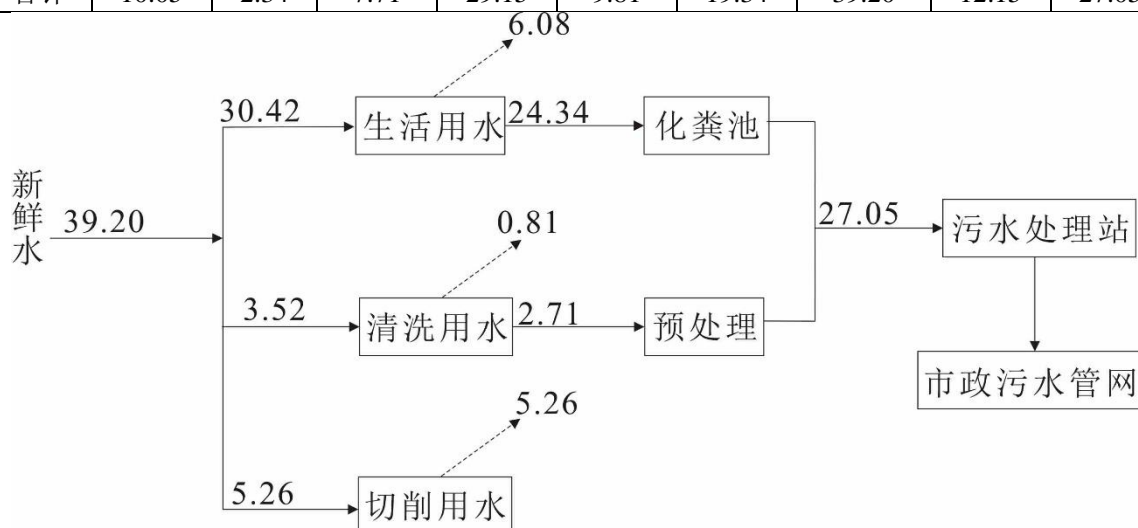 6.08
30.42 生活用水 24.34 化粪池
新鲜水 39.20
0.81
27.05 污水处理站
3.52 清洗用水 2.71 预处理
市政污水管网
5.26
5.26 切削用水